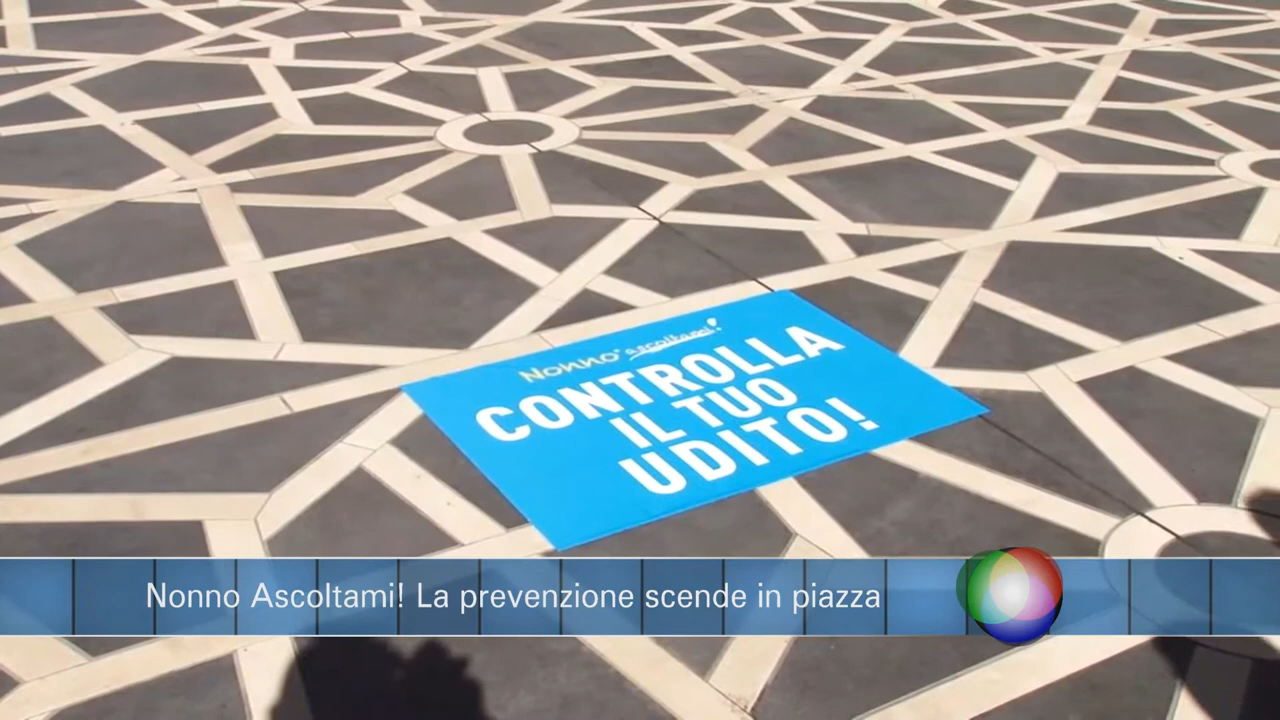 Nonno ascoltami!
CONTROLLA
IL TUO
UDITO!
Nonno Ascoltami! La prevenzione scende in piazza